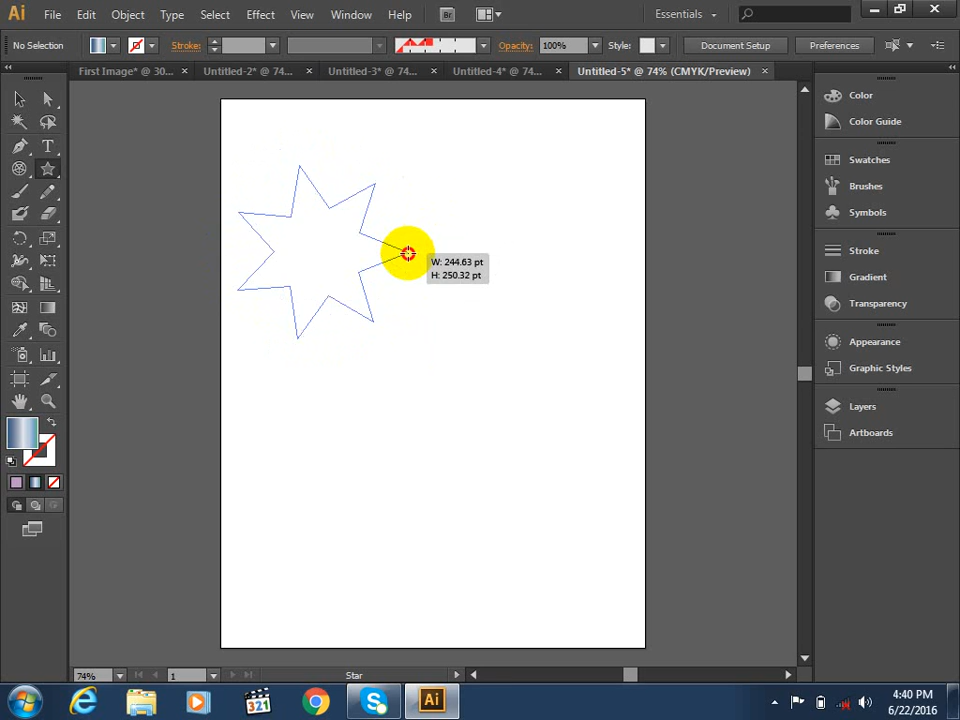 Ai File Edit Object Type Select Effect View Window Help Br Essentials
No Selection Stroke: Opacity: 100% Style: Document Setup Preferences
First Image* @ 30... × Untitled-2* @ 74... × Untitled-3* @ 74... × Untitled-4* @ 74... × Untitled-5* @ 74% (CMYK/Preview) ×
Color
Color Guide
Swatches
Brushes
Symbols
Stroke
Gradient
Transparency
Appearance
Graphic Styles
Layers
Artboards
W: 244.63 pt
H: 250.32 pt
T
74% 1 Star
321 Ai 4:40 PM
6/22/2016